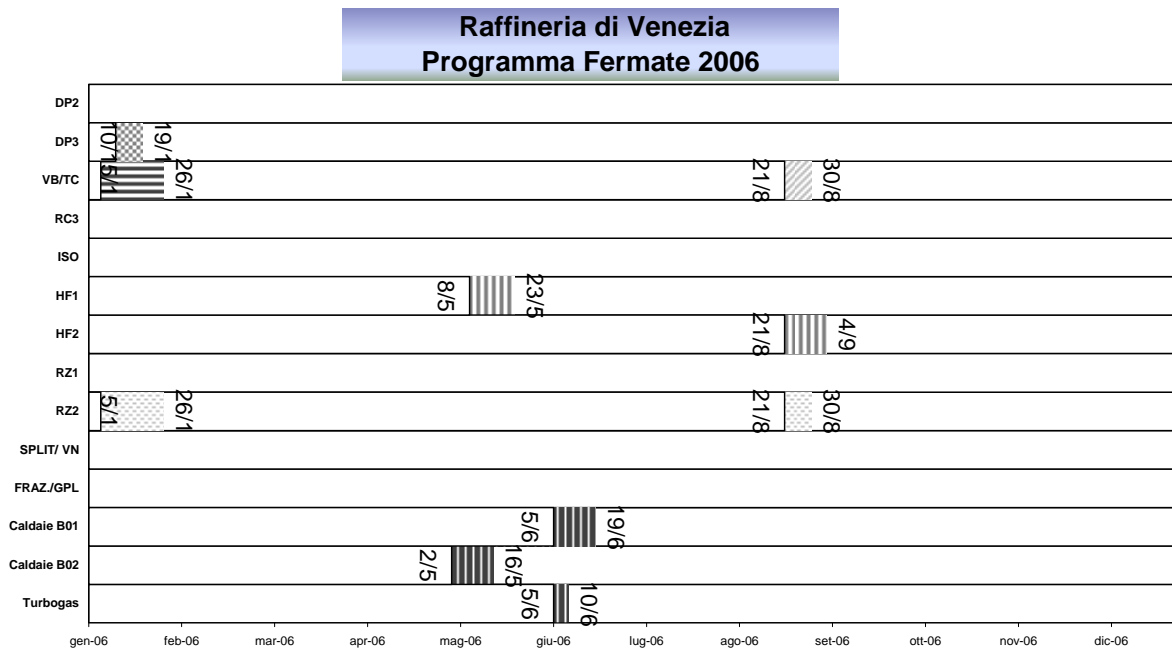 Raffineria di Venezia
Programma Fermate 2006
DP2
DP3
10/1
19/1
VB/TC
5/1
26/1
21/8
30/8
RC3
ISO
HF1
8/5
23/5
HF2
21/8
4/9
RZ1
RZ2
5/1
26/1
21/8
30/8
SPLIT/ VN
FRAZ./GPL
Caldaie B01
5/6
19/6
Caldaie B02
2/5
16/5
Turbogas
5/6
10/6
gen-06 feb-06 mar-06 apr-06 mag-06 giu-06 lug-06 ago-06 set-06 ott-06 nov-06 dic-06